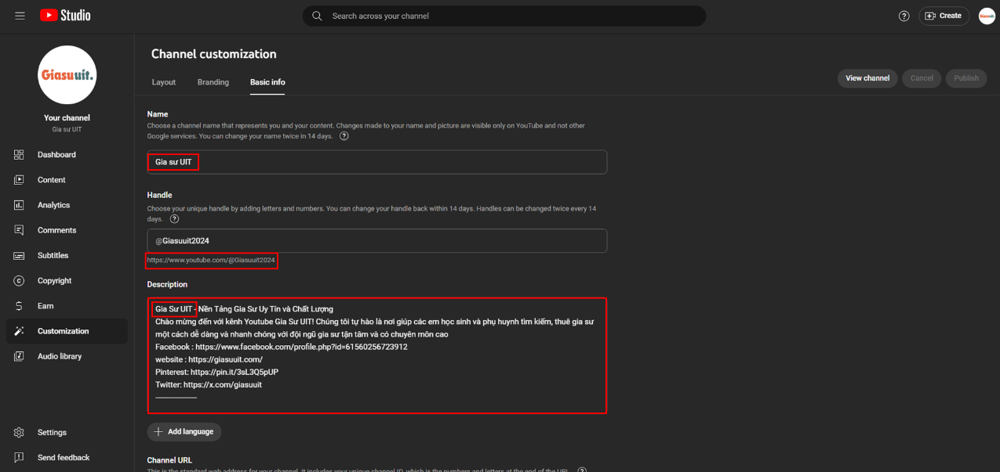 Studio
Search across your channel
Create
Giasuuit.
Channel customization
Layout Branding Basic info
View channel Cancel Publish
Your channel
Gia sư UIT
Dashboard
Content
Analytics
Comments
Subtitles
Copyright
Earn
Customization
Audio library
Settings
Send feedback
Name
Choose a channel name that represents you and your content. Changes made to your name and picture are visible only on YouTube and not other
Google services. You can change your name twice in 14 days.
Gia sư UIT
Handle
Choose your unique handle by adding letters and numbers. You can change your handle back within 14 days. Handles can be changed twice every 14
days.
@Giasuuit2024
https://www.youtube.com/@Giasuuit2024
Description
Gia Sư UIT - Nền Tảng Gia Sư Uy Tín và Chất Lượng
Chào mừng đến với kênh Youtube Gia Sư UIT! Chúng tôi tự hào là nơi giúp các em học sinh và phụ huynh tìm kiếm, thuê gia sư
một cách dễ dàng và nhanh chóng với đội ngũ gia sư tận tâm và có chuyên môn cao
Facebook : https://www.facebook.com/profile.php?id=61560256723912
website : https://giasuuit.com/
Pinterest: https://pin.it/3sL3Q5pUP
Twitter: https://x.com/giasuuit
Add language
Channel URL
This is the standard web address for your channel. It includes your unique channel ID, which is the numbers and letters at the end of the URL.